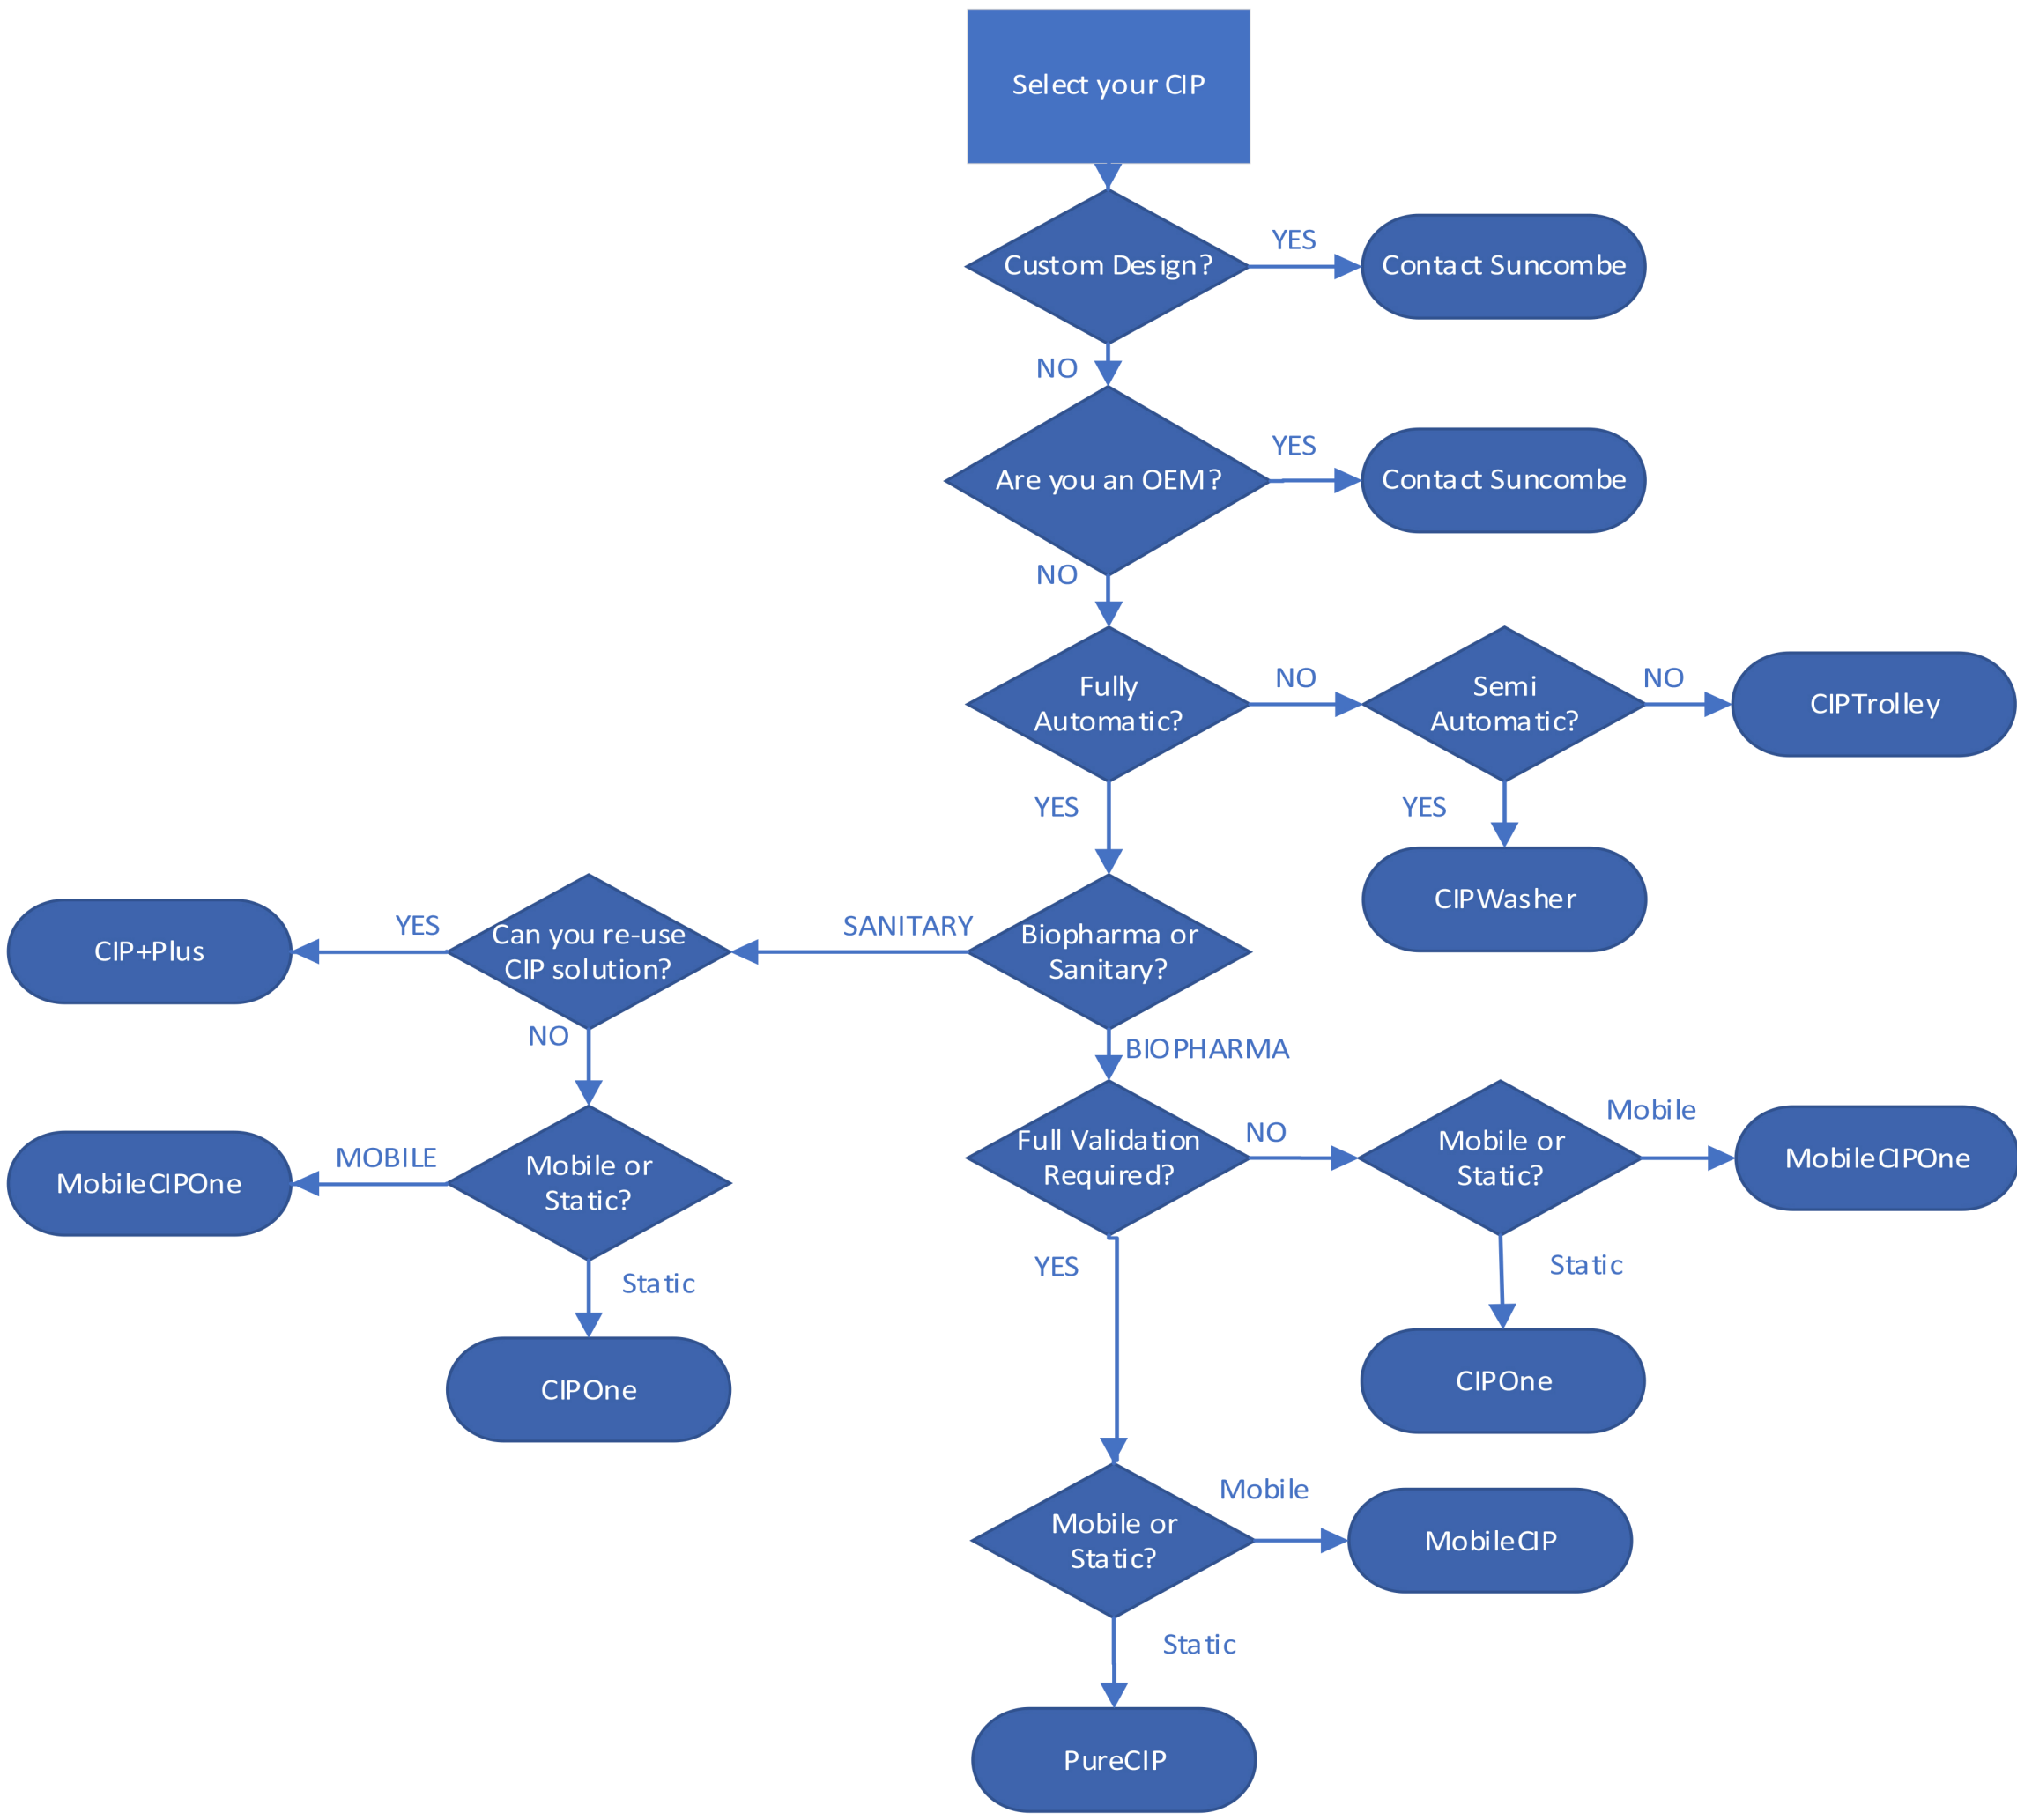 Select your CIP
Custom Design?
YES
Contact Suncombe
NO
Are you an OEM?
YES
Contact Suncombe
NO
Fully
Automatic?
NO
Semi
Automatic?
NO
CIPTrolley
YES
YES
CIPWasher
CIP+Plus
YES
Can you re-use
CIP solution?
SANITARY
Biopharma or
Sanitary?
NO
BIOPHARMA
MobileCIPOne
MOBILE
Mobile or
Static?
Full Validation
Required?
NO
Mobile or
Static?
Mobile
MobileCIPOne
Static
YES
Static
CIPOne
CIPOne
Mobile or
Static?
Mobile
MobileCIP
Static
PureCIP